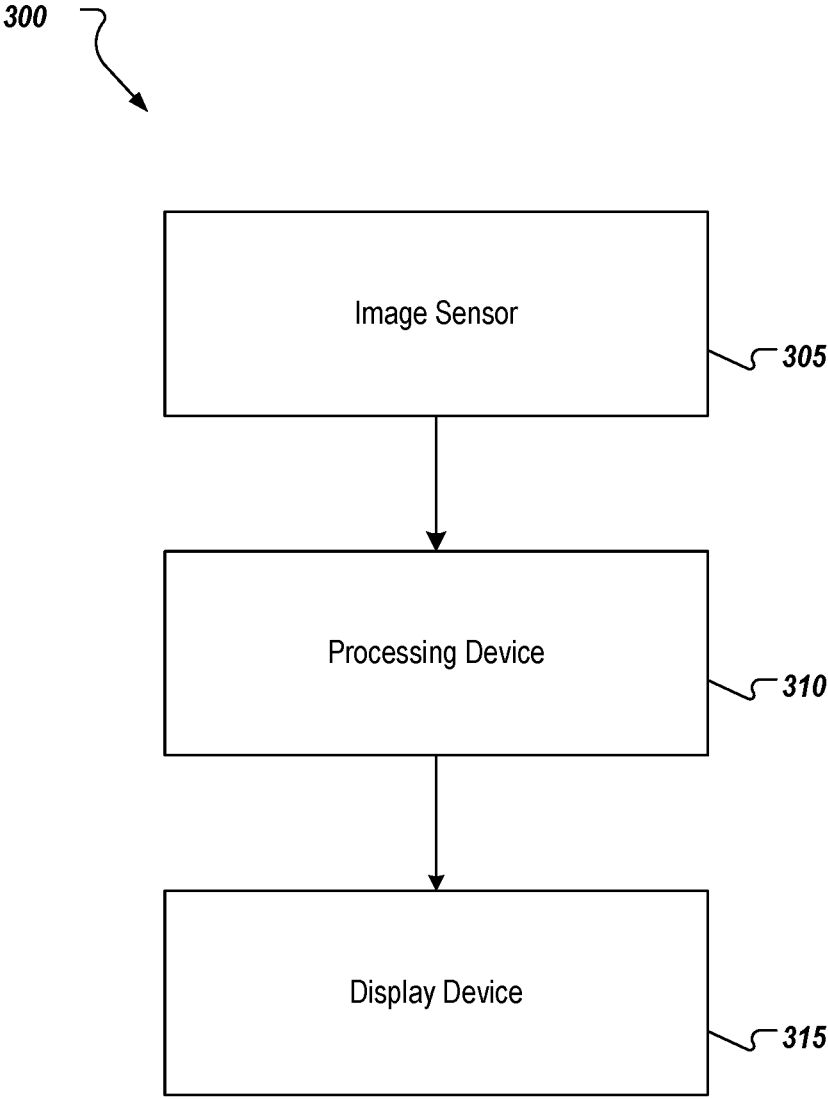 300
Image Sensor
305
Processing Device
310
Display Device
315